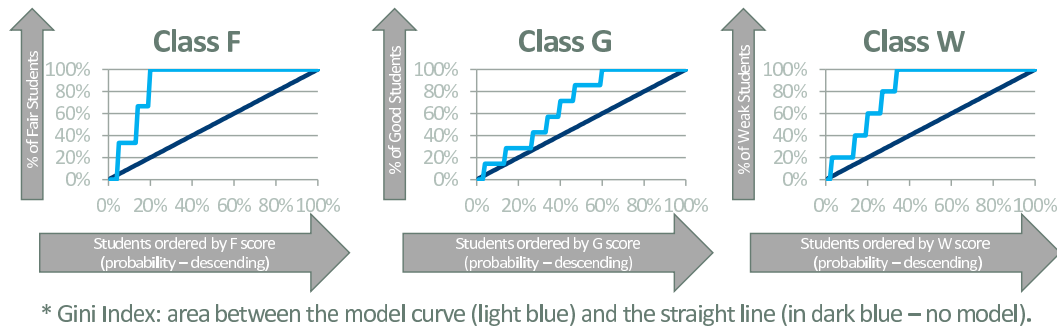 Class F
% of Fair Students
100%
80%
60%
40%
20%
0%
0% 20% 40% 60% 80% 100%
Students ordered by F score
(probability – descending)
Class G
% of Good Students
100%
80%
60%
40%
20%
0%
0% 20% 40% 60% 80% 100%
Students ordered by G score
(probability – descending)
Class W
% of Weak Students
100%
80%
60%
40%
20%
0%
0% 20% 40% 60% 80% 100%
Students ordered by W score
(probability – descending)
* Gini Index: area between the model curve (light blue) and the straight line (in dark blue – no model).